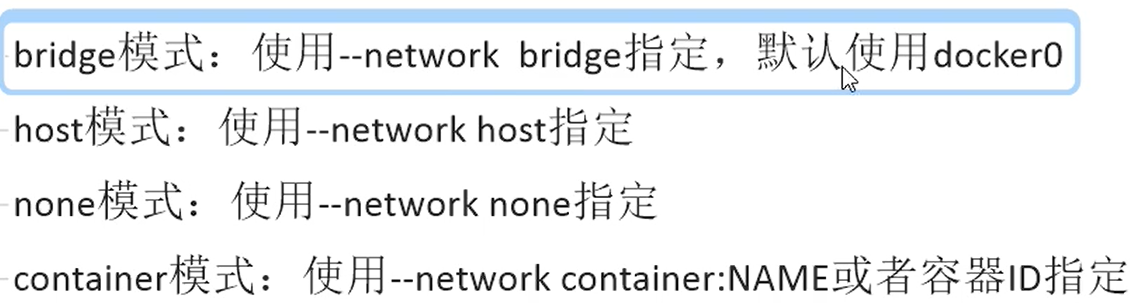 bridge模式：使用--network  bridge指定，默认使用docker0
host模式：使用--network host指定
none模式：使用--network none指定
container模式：使用--network container:NAME或者容器ID指定